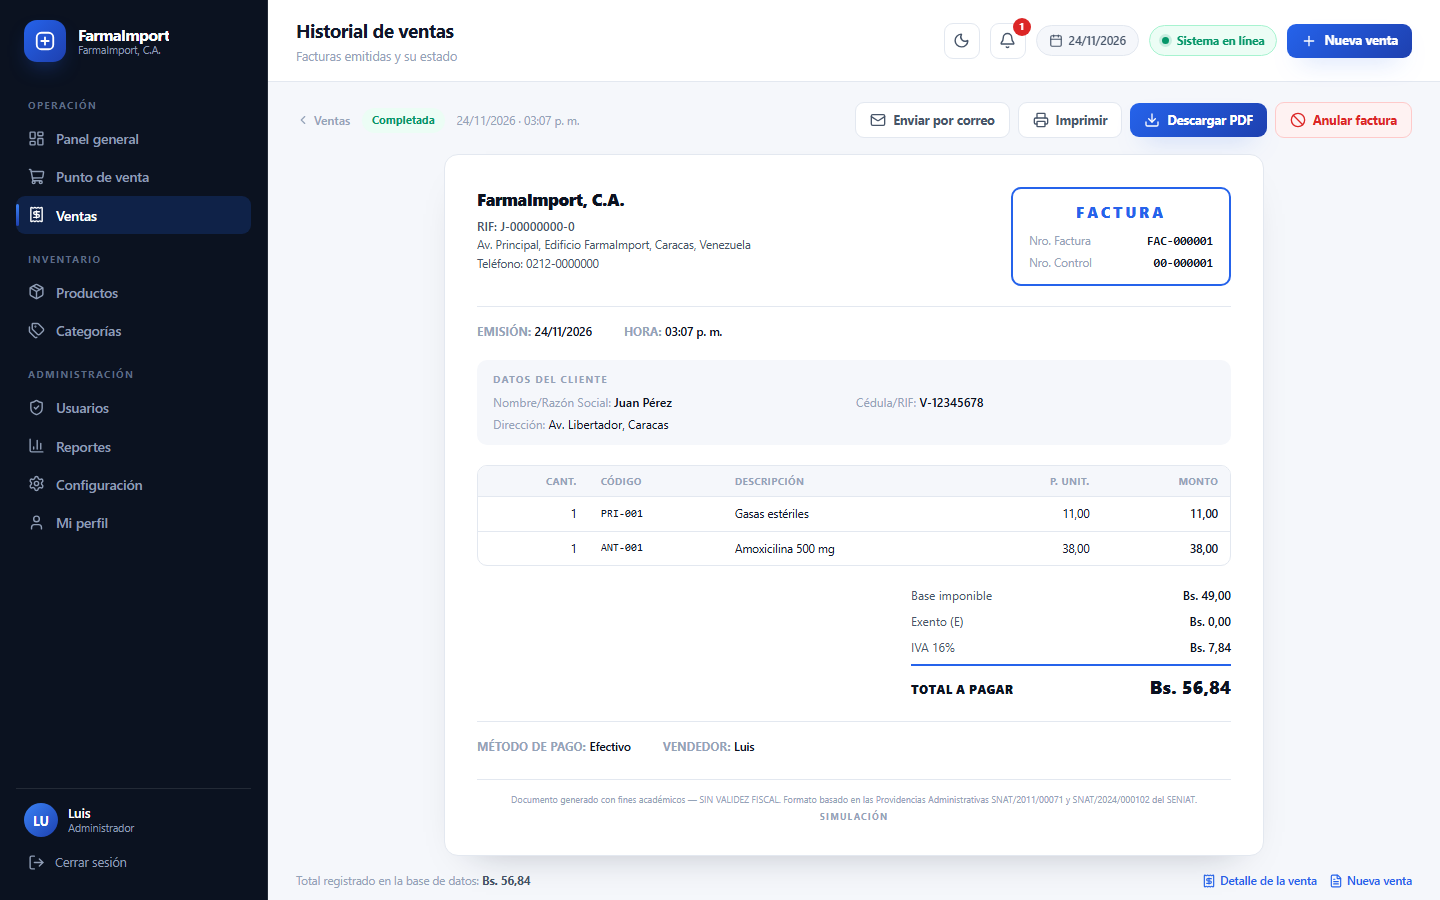 FarmaImport
FarmaImport, C.A.
OPERACIÓN
Panel general
Punto de venta
Ventas
INVENTARIO
Productos
Categorías
ADMINISTRACIÓN
Usuarios
Reportes
Configuración
Mi perfil
LU
Luis
Administrador
Cerrar sesión
Historial de ventas
Facturas emitidas y su estado
1
24/11/2026
Sistema en línea
Nueva venta
Ventas
Completada
24/11/2026 · 03:07 p. m.
Enviar por correo
Imprimir
Descargar PDF
Anular factura
FarmaImport, C.A.
RIF: J-00000000-0
Av. Principal, Edificio FarmaImport, Caracas, Venezuela
Teléfono: 0212-0000000
FACTURA
Nro. Factura FAC-000001
Nro. Control 00-000001
EMISIÓN: 24/11/2026 HORA: 03:07 p. m.
DATOS DEL CLIENTE
Nombre/Razón Social: Juan Pérez Cédula/RIF: V-12345678
Dirección: Av. Libertador, Caracas
CANT. CÓDIGO DESCRIPCIÓN P. UNIT. MONTO
1 PRI-001 Gasas estériles 11,00 11,00
1 ANT-001 Amoxicilina 500 mg 38,00 38,00
Base imponible Bs. 49,00
Exento (E) Bs. 0,00
IVA 16% Bs. 7,84
TOTAL A PAGAR Bs. 56,84
MÉTODO DE PAGO: Efectivo VENDEDOR: Luis
Documento generado con fines académicos — SIN VALIDEZ FISCAL. Formato basado en las Providencias Administrativas SNAT/2011/00071 y SNAT/2024/000102 del SENIAT.
SIMULACIÓN
Total registrado en la base de datos: Bs. 56,84
Detalle de la venta
Nueva venta